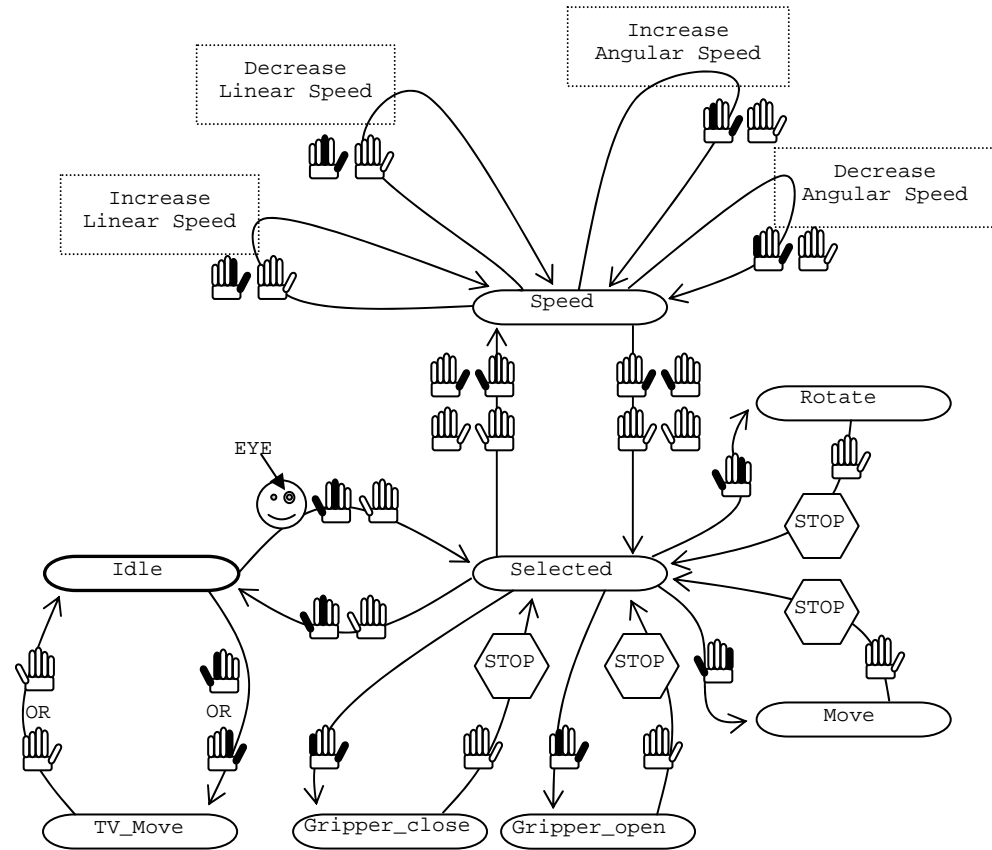 Increase
Angular Speed
Decrease
Linear Speed
Decrease
Angular Speed
Increase
Linear Speed
Speed
Rotate
EYE
STOP
Idle
Selected
STOP
STOP
STOP
OR
OR
Move
TV_Move
Gripper_close
Gripper_open